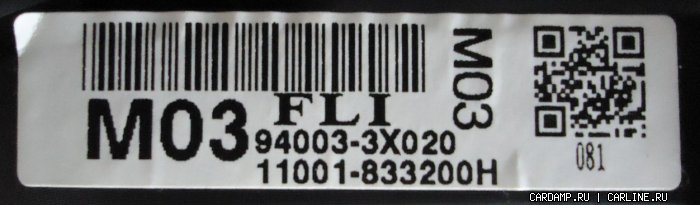 M03
FLI
94003-3X020
11001-833200H
M03
081
CARDAMP.RU | CARLINE.RU